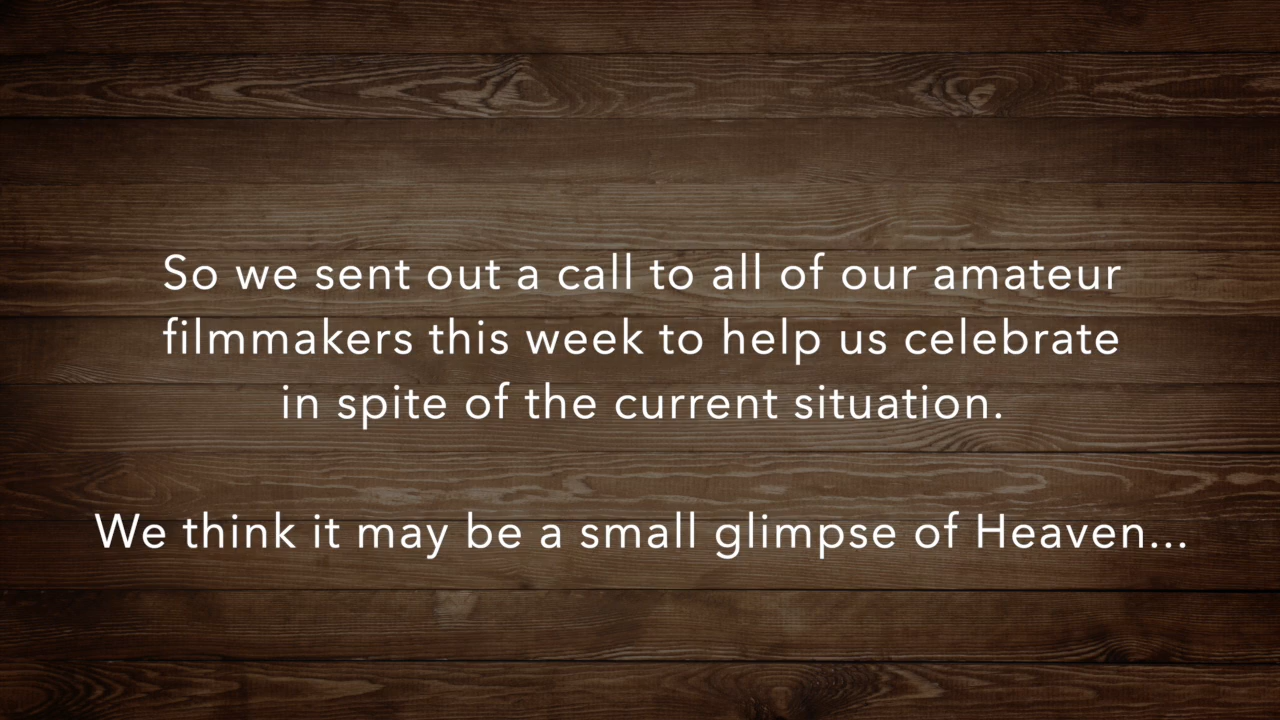 So we sent out a call to all of our amateur
filmmakers this week to help us celebrate
in spite of the current situation.
We think it may be a small glimpse of Heaven...